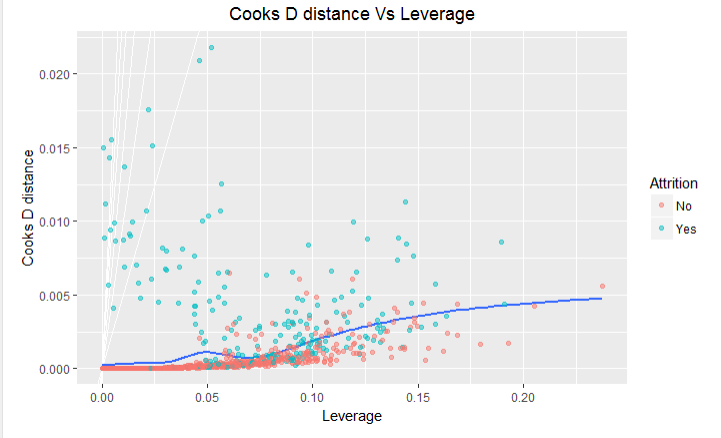 Cooks D distance Vs Leverage
Cooks D distance
0.020
0.015
0.010
0.005
0.000
0.00 0.05 0.10 0.15 0.20
Leverage
Attrition
No
Yes